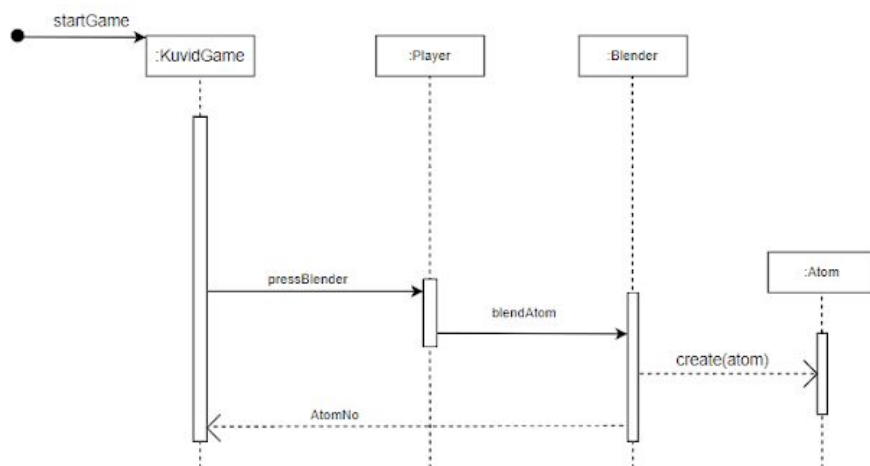 startGame
:KuvidGame
:Player
:Blender
:Atom
pressBlender
blendAtom
create(atom)
AtomNo